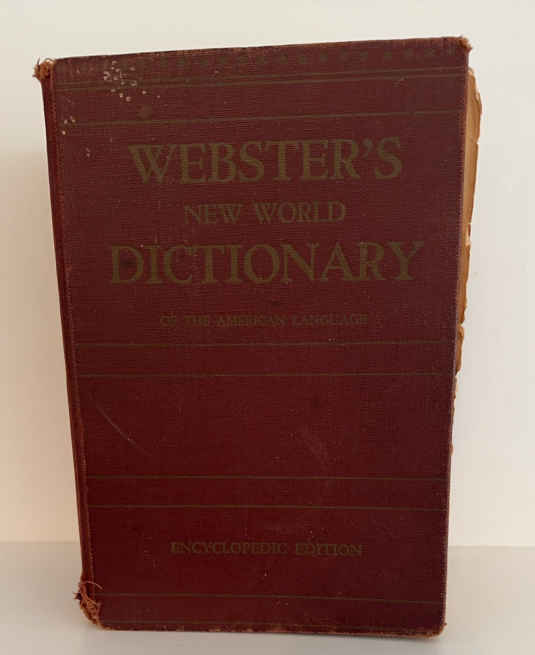 WEBSTER'S
NEW WORLD
DICTIONARY
OF THE AMERICAN LANGUAGE
ENCYCLOPEDIC EDITION